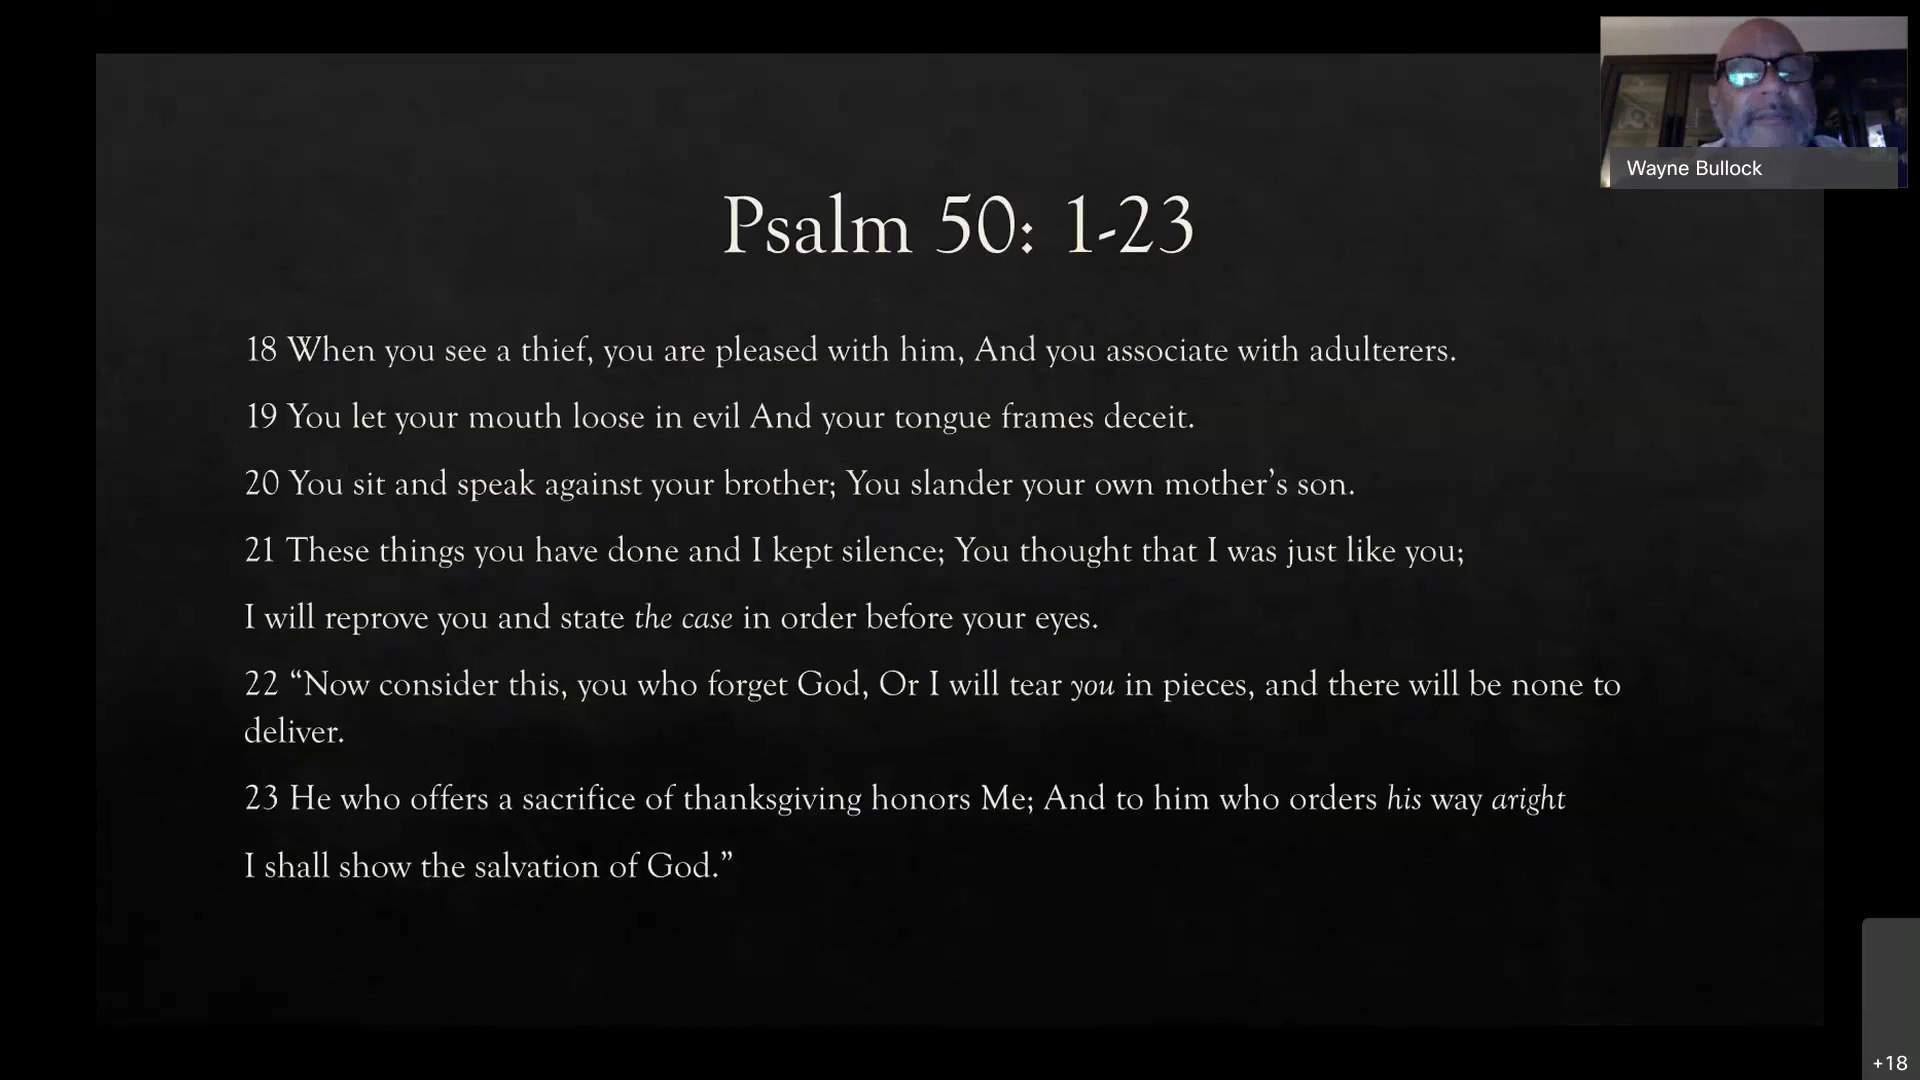 Wayne Bullock
Psalm 50: 1-23
18 When you see a thief, you are pleased with him, And you associate with adulterers.
19 You let your mouth loose in evil And your tongue frames deceit.
20 You sit and speak against your brother; You slander your own mother’s son.
21 These things you have done and I kept silence; You thought that I was just like you;
I will reprove you and state the case in order before your eyes.
22 “Now consider this, you who forget God, Or I will tear you in pieces, and there will be none to
deliver.
23 He who offers a sacrifice of thanksgiving honors Me; And to him who orders his way aright
I shall show the salvation of God.”
+18